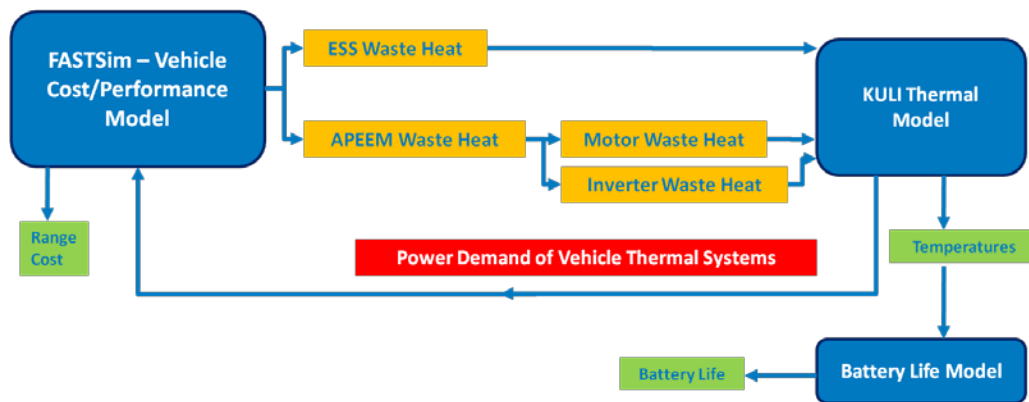 FASTSim – Vehicle
Cost/Performance
Model
ESS Waste Heat
KULI Thermal
Model
APEEM Waste Heat
Motor Waste Heat
Inverter Waste Heat
Range
Cost
Power Demand of Vehicle Thermal Systems
Temperatures
Battery Life
Battery Life Model